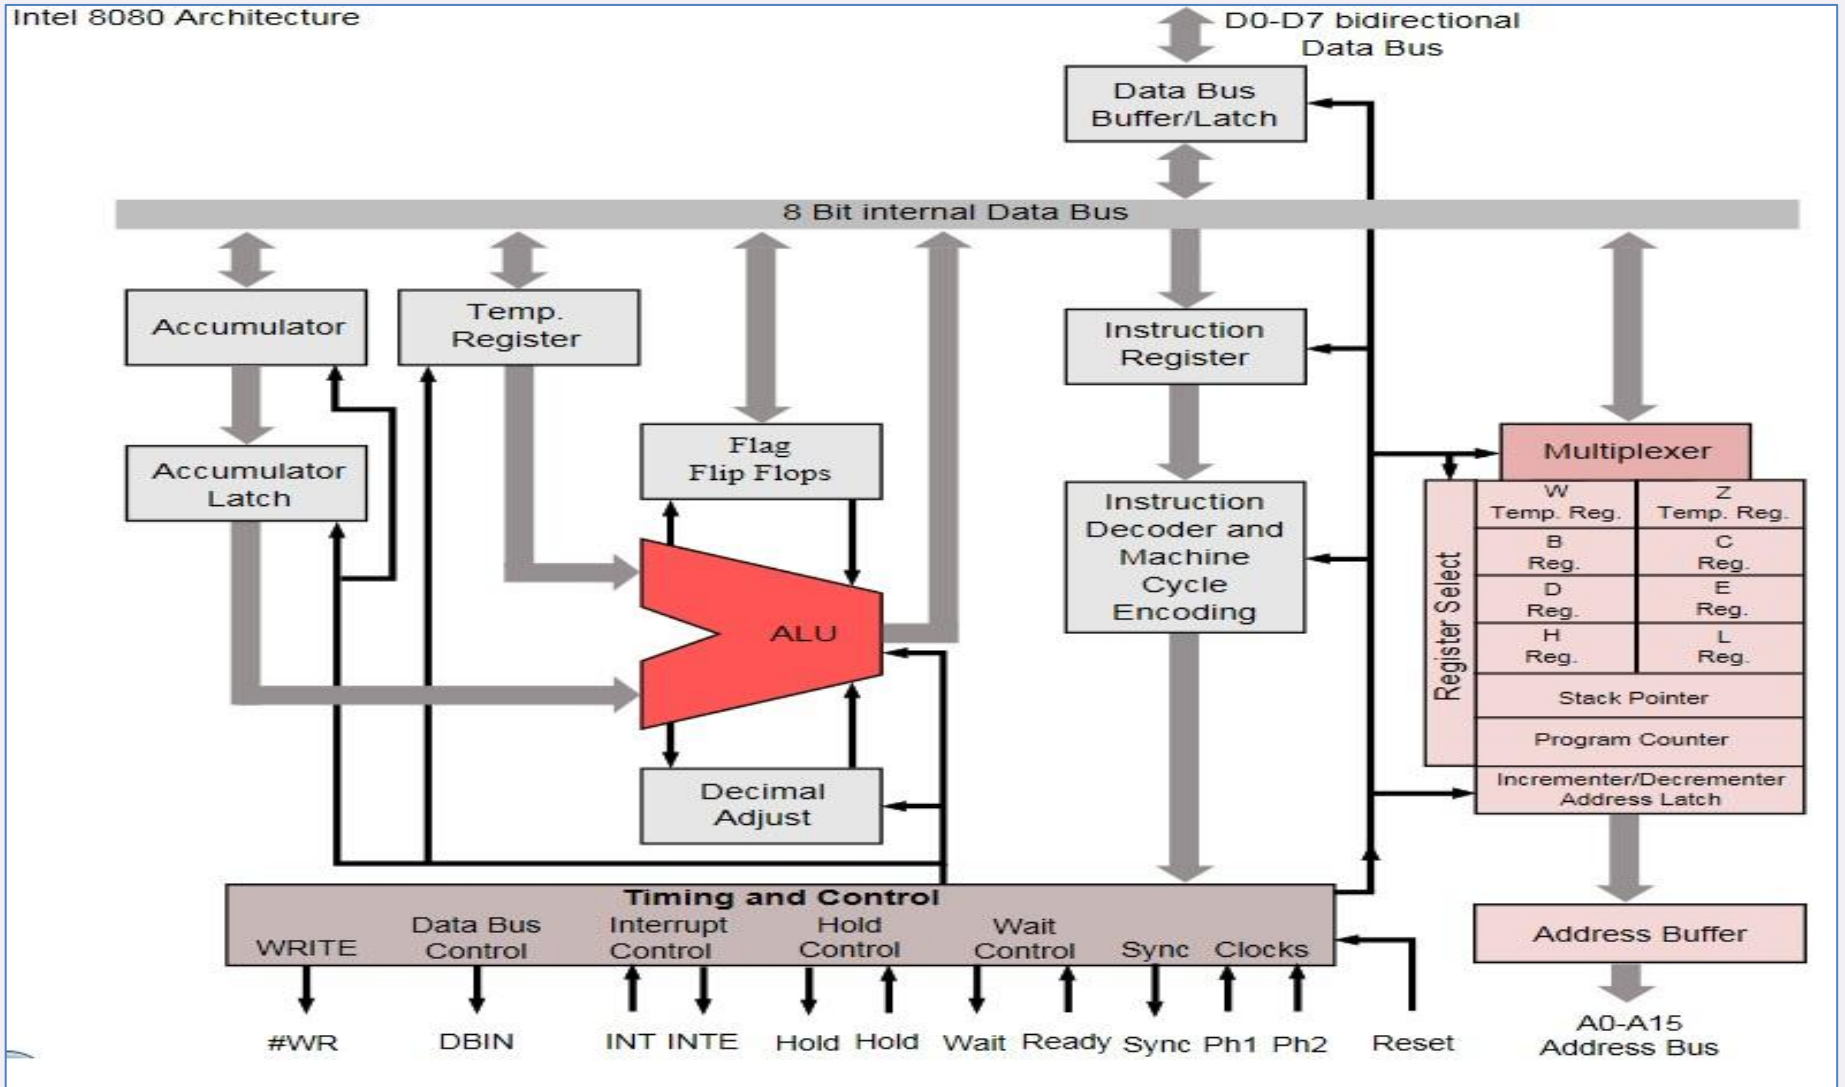 Intel 8080 Architecture
D0-D7 bidirectional
Data Bus
Data Bus
Buffer/Latch
8 Bit internal Data Bus
Accumulator
Temp.
Register
Instruction
Register
Flag
Flip Flops
Multiplexer
Accumulator
Latch
Instruction
Decoder and
Machine
Cycle
Encoding
Register Select
W
Temp. Reg.
Z
Temp. Reg.
B
Reg.
C
Reg.
D
Reg.
E
Reg.
H
Reg.
L
Reg.
Stack Pointer
Program Counter
Incrementer/Decrementer
Address Latch
ALU
Decimal
Adjust
Timing and Control
WRITE
Data Bus
Control
Interrupt
Control
Hold
Control
Wait
Control
Sync
Clocks
Address Buffer
#WR
DBIN
INT INTE
Hold Hold
Wait Ready
Sync Ph1 Ph2
Reset
A0-A15
Address Bus